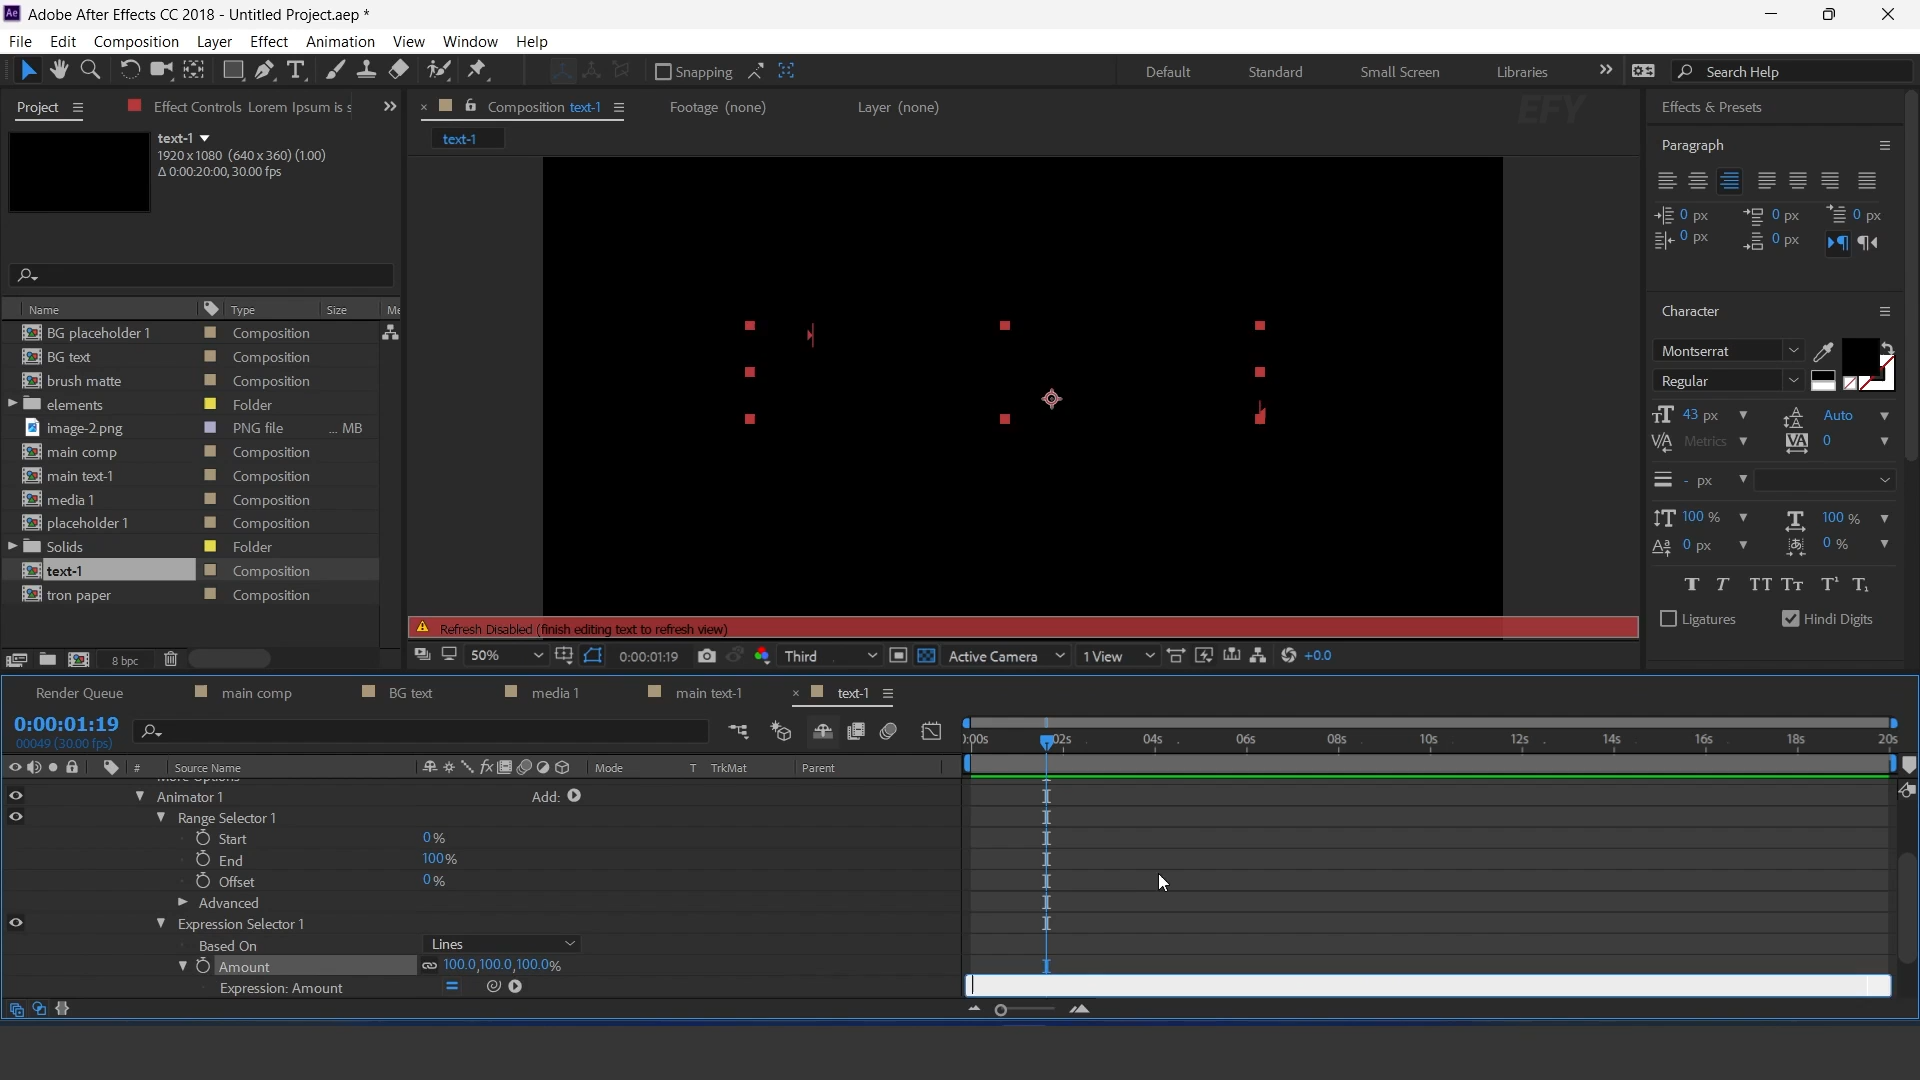 Adobe After Effects CC 2018 - Untitled Project.aep *
File Edit Composition Layer Effect Animation View Window Help
Snapping Default Standard Small Screen Libraries Search Help
Project Effect Controls Lorem Ipsum is s
Composition text-1 Footage (none) Layer (none) EFY
text-1
text-1
1920 x 1080 (640 x 360) (1.00)
Δ 0:00:20:00, 30.00 fps
Name Type Size Me
BG placeholder 1 Composition
BG text Composition
brush matte Composition
elements Folder
image-2.png PNG file ... MB
main comp Composition
main text-1 Composition
media 1 Composition
placeholder 1 Composition
Solids Folder
text-1 Composition
tron paper Composition
8 bpc
Refresh Disabled (finish editing text to refresh view)
50% 0:00:01:19 Third Active Camera 1 View +0.0
Effects & Presets
Paragraph
0 px 0 px 0 px
0 px 0 px
Character
Montserrat
Regular
43 px Auto
Metrics 0
- px
100 % 100 %
0 px 0 %
T T TT Tт T¹ T₁
Ligatures Hindi Digits
Render Queue main comp BG text media 1 main text-1 text-1
0:00:01:19
00049 (30.00 fps)
:00s 02s 04s 06s 08s 10s 12s 14s 16s 18s 20s
# Source Name Mode T TrkMat Parent
More Options
Animator 1 Add:
Range Selector 1
Start 0%
End 100%
Offset 0%
Advanced
Expression Selector 1
Based On Lines
Amount 100.0,100.0,100.0%
Expression: Amount